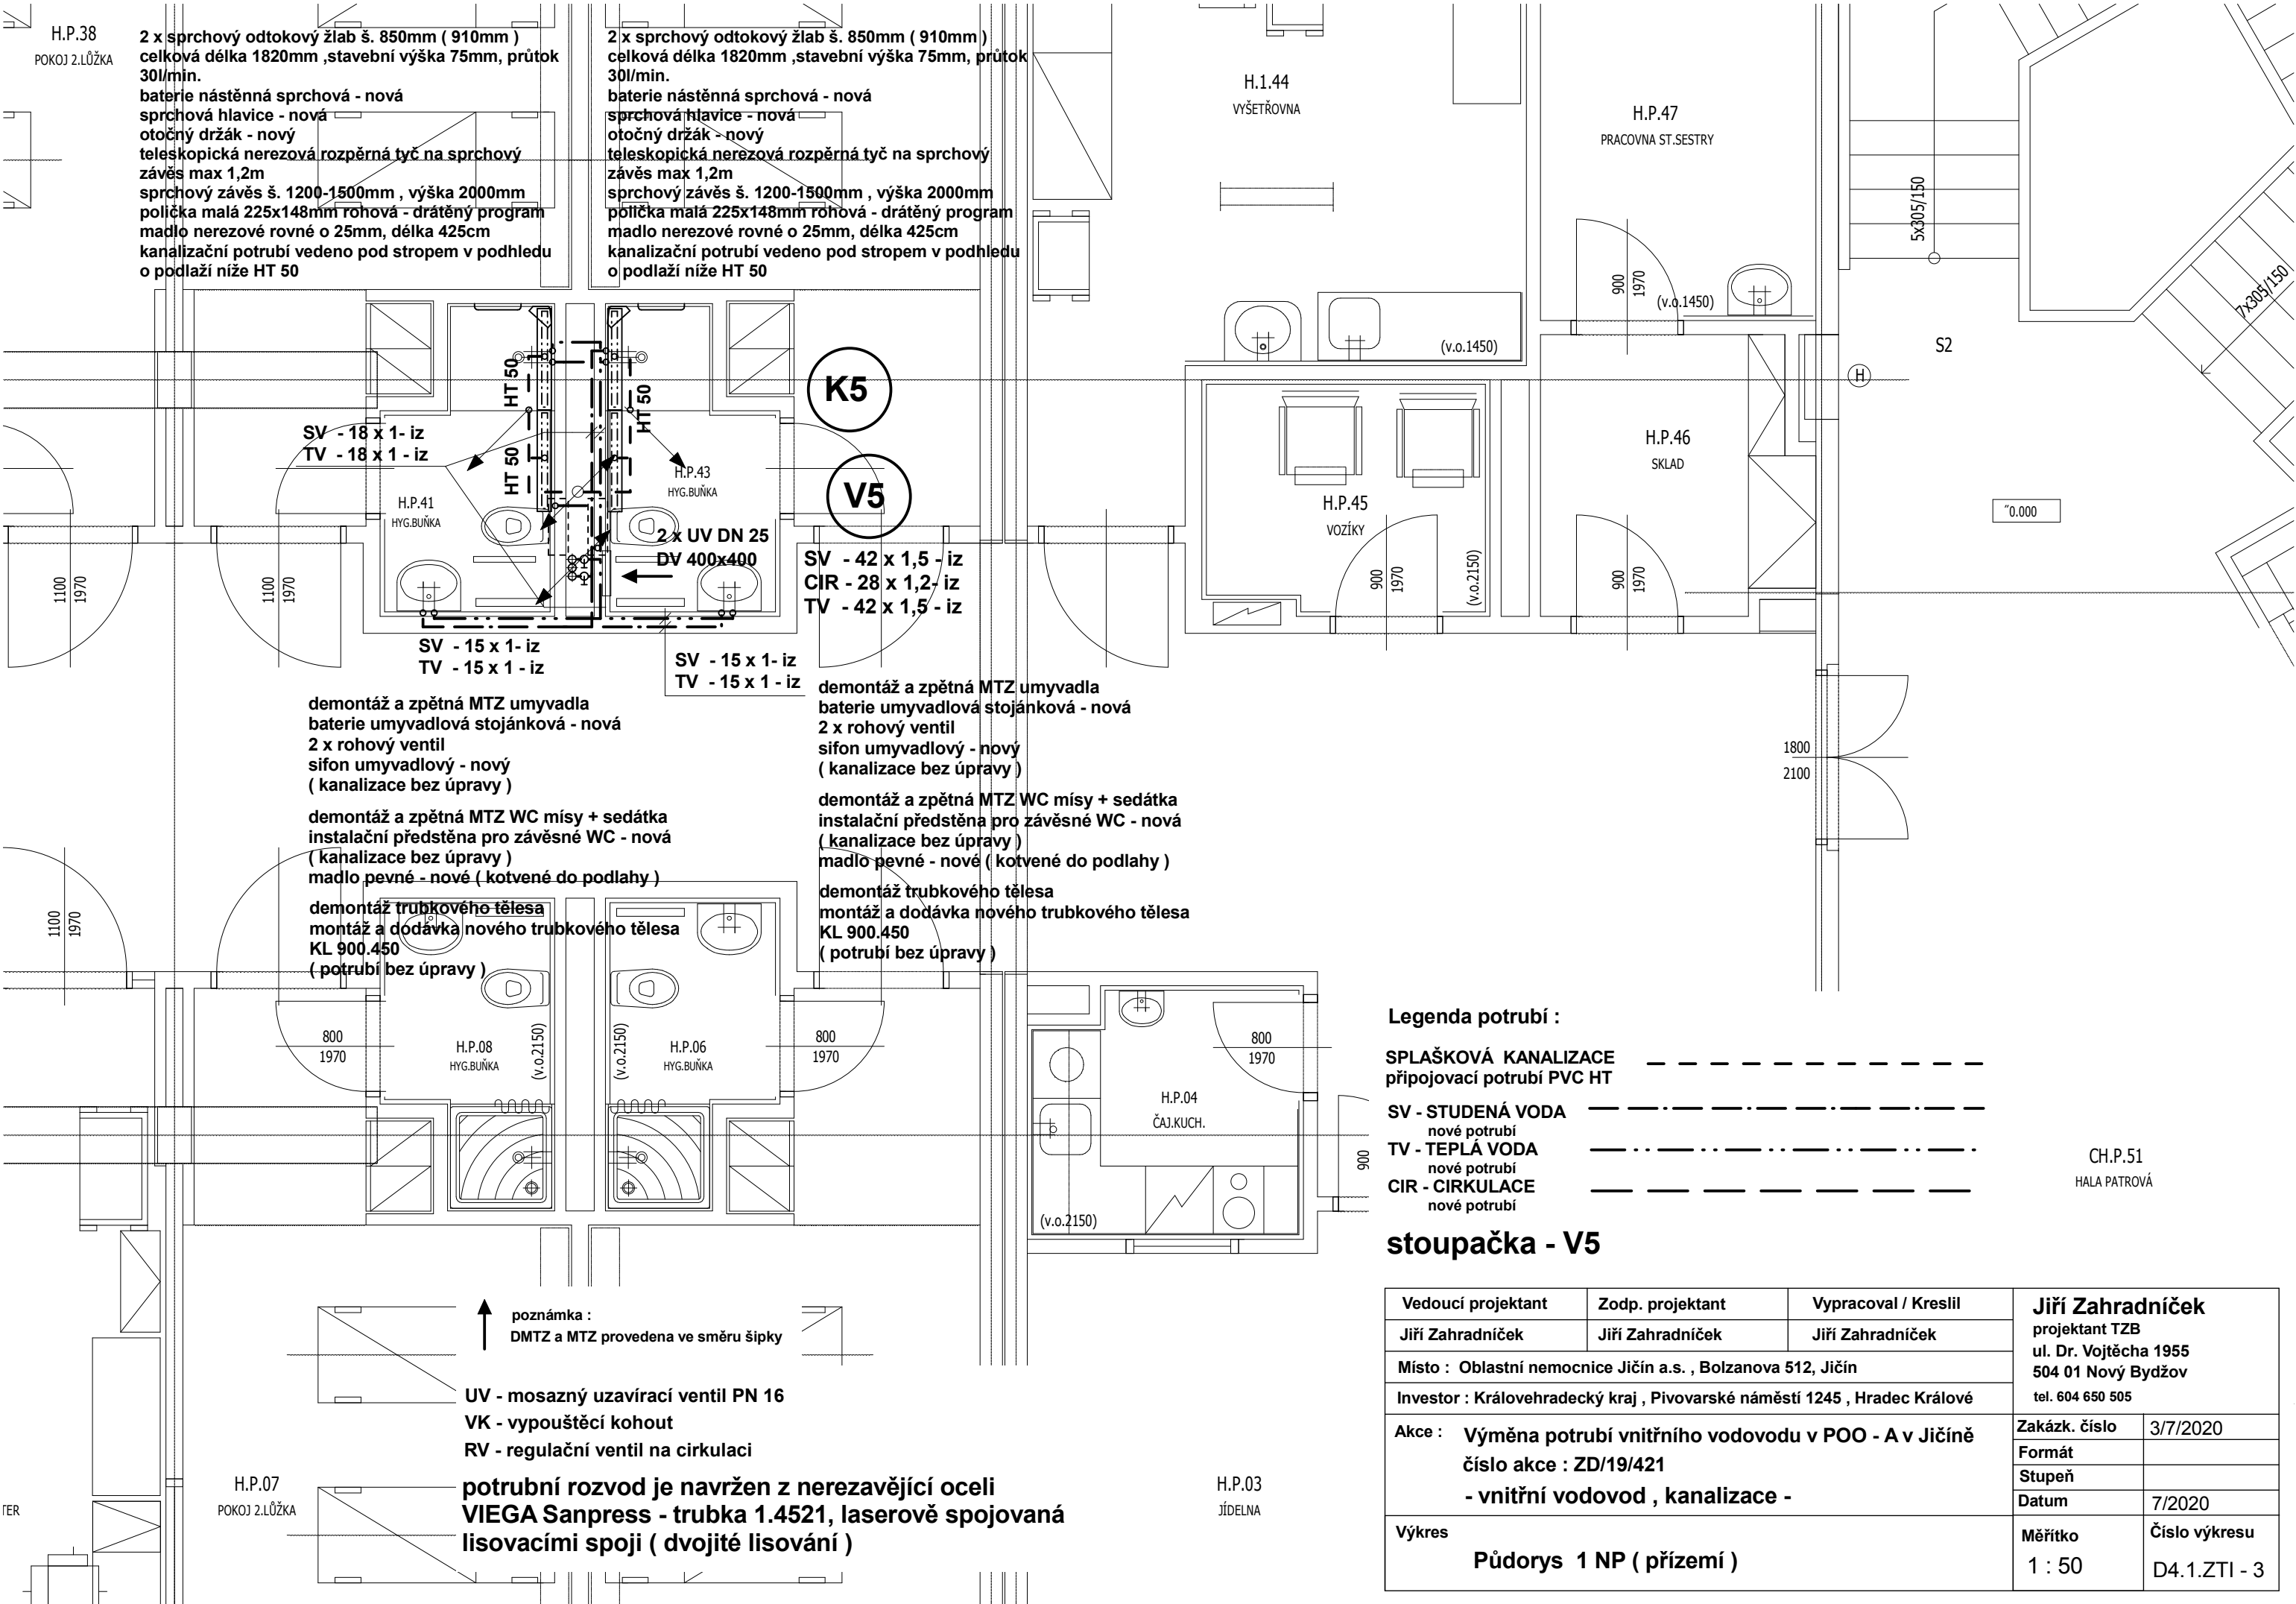 H.P.38
POKOJ 2.LŮŽKA
2 x sprchový odtokový žlab š. 850mm ( 910mm )
celková délka 1820mm ,stavební výška 75mm, průtok
30l/min.
baterie nástěnná sprchová - nová
sprchová hlavice - nová
otočný držák - nový
teleskopická nerezová rozpěrná tyč na sprchový
závěs max 1,2m
sprchový závěs š. 1200-1500mm , výška 2000mm
polička malá 225x148mm rohová - drátěný program
madlo nerezové rovné o 25mm, délka 425cm
kanalizační potrubí vedeno pod stropem v podhledu
o podlaží níže HT 50
2 x sprchový odtokový žlab š. 850mm ( 910mm )
celková délka 1820mm ,stavební výška 75mm, průtok
30l/min.
baterie nástěnná sprchová - nová
sprchová hlavice - nová
otočný držák - nový
teleskopická nerezová rozpěrná tyč na sprchový
závěs max 1,2m
sprchový závěs š. 1200-1500mm , výška 2000mm
polička malá 225x148mm rohová - drátěný program
madlo nerezové rovné o 25mm, délka 425cm
kanalizační potrubí vedeno pod stropem v podhledu
o podlaží níže HT 50
H.1.44
VYŠETŘOVNA
H.P.47
PRACOVNA ST.SESTRY
5x305/150
7x305/150
900
1970
(v.o.1450)
(v.o.1450)
S2
H
HT 50
HT 50
HT 50
K5
V5
SV - 18 x 1- iz
TV - 18 x 1 - iz
H.P.41
HYG.BUŇKA
H.P.43
HYG.BUŇKA
2 x UV DN 25
DV 400x400
SV - 42 x 1,5 - iz
CIR - 28 x 1,2- iz
TV - 42 x 1,5 - iz
H.P.45
VOZÍKY
H.P.46
SKLAD
˝0.000
1100
1970
1100
1970
900
1970
(v.o.2150)
900
1970
SV - 15 x 1- iz
TV - 15 x 1 - iz
SV - 15 x 1- iz
TV - 15 x 1 - iz
demontáž a zpětná MTZ umyvadla
baterie umyvadlová stojánková - nová
2 x rohový ventil
sifon umyvadlový - nový
( kanalizace bez úpravy )
demontáž a zpětná MTZ WC mísy + sedátka
instalační předstěna pro závěsné WC - nová
( kanalizace bez úpravy )
madlo pevné - nové ( kotvené do podlahy )
demontáž trubkového tělesa
montáž a dodávka nového trubkového tělesa
KL 900.450
( potrubí bez úpravy )
demontáž a zpětná MTZ umyvadla
baterie umyvadlová stojánková - nová
2 x rohový ventil
sifon umyvadlový - nový
( kanalizace bez úpravy )
demontáž a zpětná MTZ WC mísy + sedátka
instalační předstěna pro závěsné WC - nová
( kanalizace bez úpravy )
madlo pevné - nové ( kotvené do podlahy )
demontáž trubkového tělesa
montáž a dodávka nového trubkového tělesa
KL 900.450
( potrubí bez úpravy )
1800
2100
1100
1970
800
1970
H.P.08
HYG.BUŇKA
(v.o.2150)
(v.o.2150)
H.P.06
HYG.BUŇKA
800
1970
800
1970
H.P.04
ČAJ.KUCH.
(v.o.2150)
900
Legenda potrubí :
SPLAŠKOVÁ KANALIZACE
připojovací potrubí PVC HT
SV - STUDENÁ VODA
nové potrubí
TV - TEPLÁ VODA
nové potrubí
CIR - CIRKULACE
nové potrubí
CH.P.51
HALA PATROVÁ
stoupačka - V5
poznámka :
DMTZ a MTZ provedena ve směru šipky
UV - mosazný uzavírací ventil PN 16
VK - vypouštěcí kohout
RV - regulační ventil na cirkulaci
potrubní rozvod je navržen z nerezavějící oceli
VIEGA Sanpress - trubka 1.4521, laserově spojovaná
lisovacími spoji ( dvojité lisování )
H.P.07
POKOJ 2.LŮŽKA
TER
H.P.03
JÍDELNA
Vedoucí projektant
Zodp. projektant
Vypracoval / Kreslil
Jiří Zahradníček
Jiří Zahradníček
Jiří Zahradníček
Místo : Oblastní nemocnice Jičín a.s. , Bolzanova 512, Jičín
Investor : Královehradecký kraj , Pivovarské náměstí 1245 , Hradec Králové
Akce : Výměna potrubí vnitřního vodovodu v POO - A v Jičíně
číslo akce : ZD/19/421
- vnitřní vodovod , kanalizace -
Výkres
Půdorys 1 NP ( přízemí )
Jiří Zahradníček
projektant TZB
ul. Dr. Vojtěcha 1955
504 01 Nový Bydžov
tel. 604 650 505
Zakázk. číslo 3/7/2020
Formát
Stupeň
Datum 7/2020
Měřítko
1 : 50
Číslo výkresu
D4.1.ZTI - 3